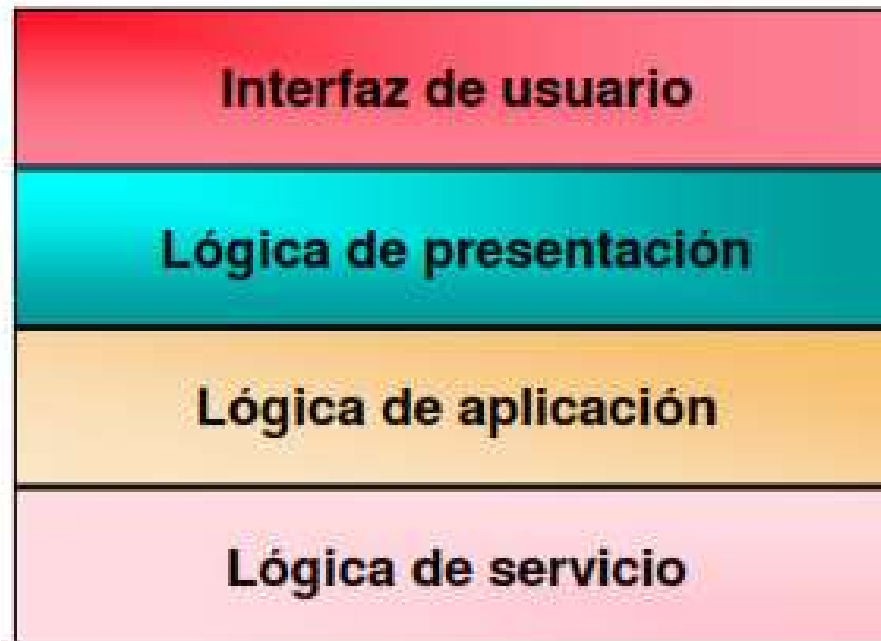 Interfaz de usuario
Lógica de presentación
Lógica de aplicación
Lógica de servicio